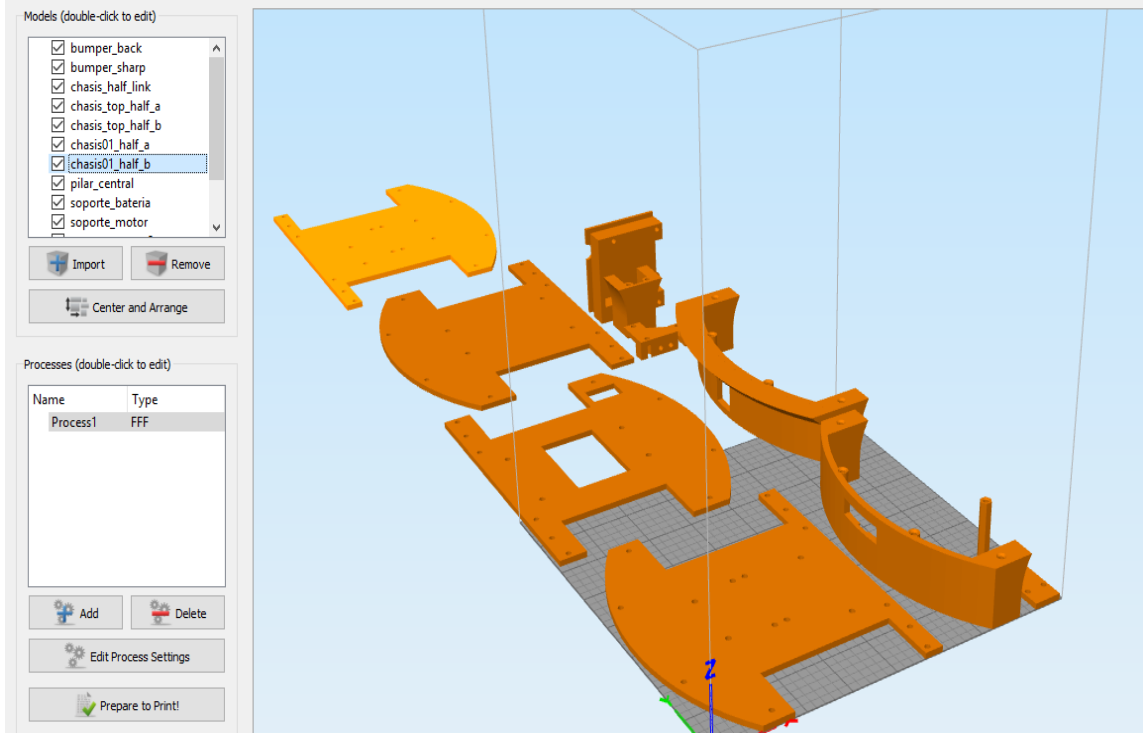 Models (double-click to edit)
bumper_back
bumper_sharp
chasis_half_link
chasis_top_half_a
chasis_top_half_b
chasis01_half_a
chasis01_half_b
pilar_central
soporte_bateria
soporte_motor
Import
Remove
Center and Arrange
Processes (double-click to edit)
Name Type
Process1 FFF
Add
Delete
Edit Process Settings
Prepare to Print!
Z